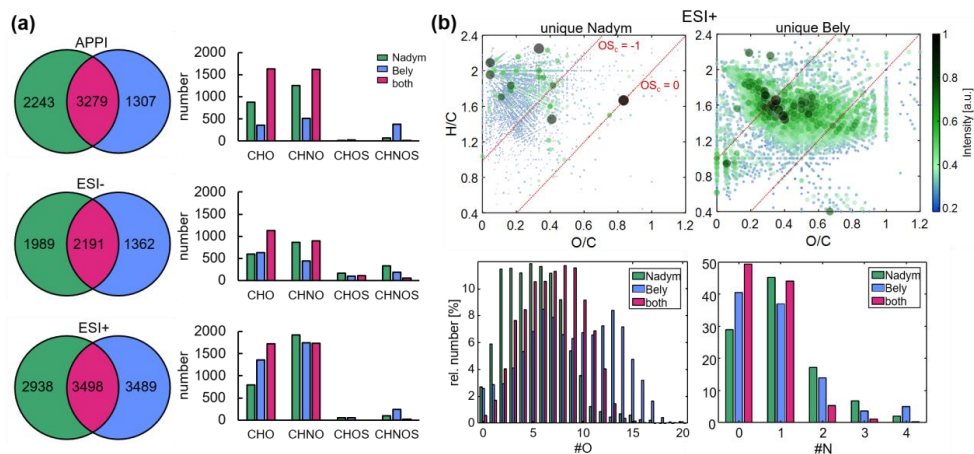 (a)
APPI
2243 3279 1307
number
2000
1500
1000
500
0
CHO CHNO CHOS CHNOS
Nadym
Bely
both
ESI-
1989 2191 1362
number
2000
1500
1000
500
0
CHO CHNO CHOS CHNOS
ESI+
2938 3498 3489
number
2000
1500
1000
500
0
CHO CHNO CHOS CHNOS
(b)
ESI+
unique Nadym
OSc = -1
OSc = 0
H/C
2.4
2
1.6
1.2
0.8
0.4
0 0.2 0.4 0.6 0.8 1 1.2
O/C
unique Bely
2.4
2
1.6
1.2
0.8
0.4
0 0.2 0.4 0.6 0.8 1 1.2
O/C
Intensity [a.u.]
1
0.8
0.6
0.4
0.2
rel. number [%]
10
8
6
4
2
0
0 5 10 15 20
#O
Nadym
Bely
both
50
40
30
20
10
0
0 1 2 3 4
#N
Nadym
Bely
both